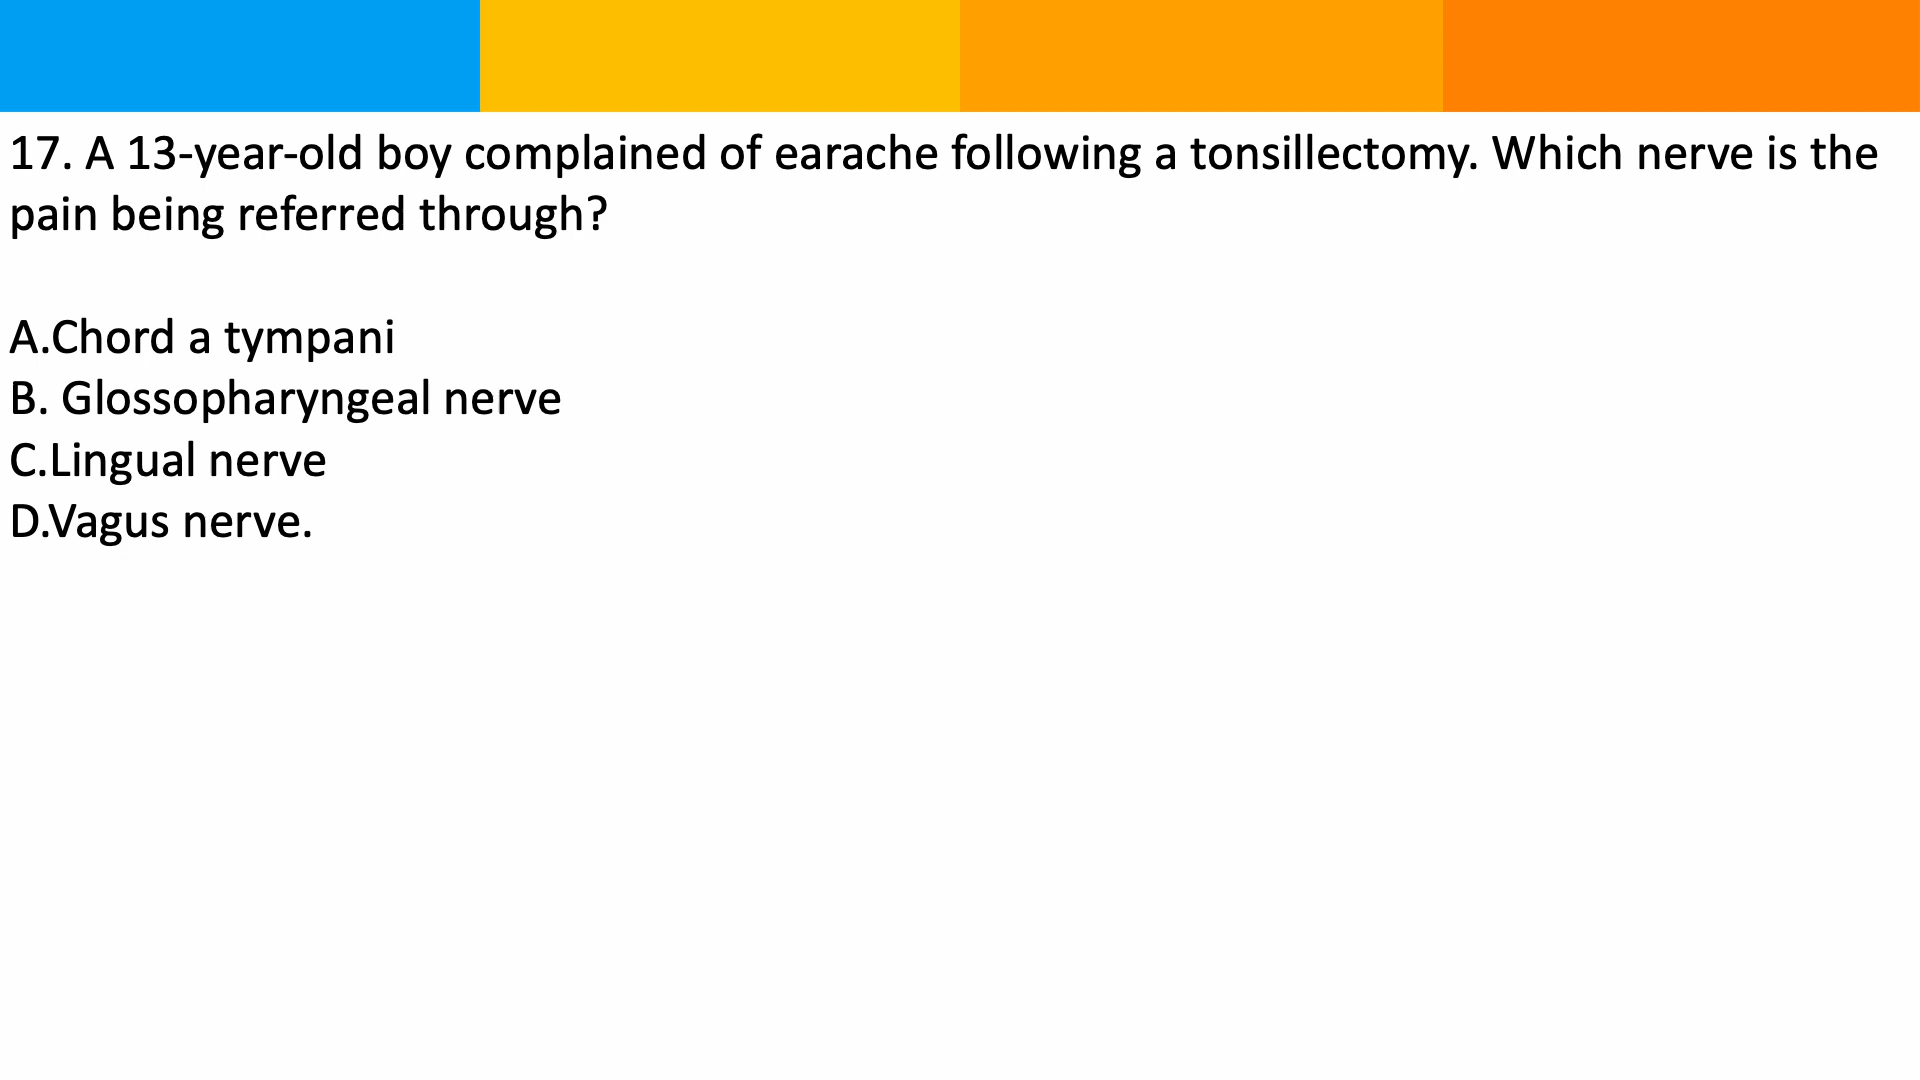 17. A 13-year-old boy complained of earache following a tonsillectomy. Which nerve is the
pain being referred through?
A.Chord a tympani
B. Glossopharyngeal nerve
C.Lingual nerve
D.Vagus nerve.